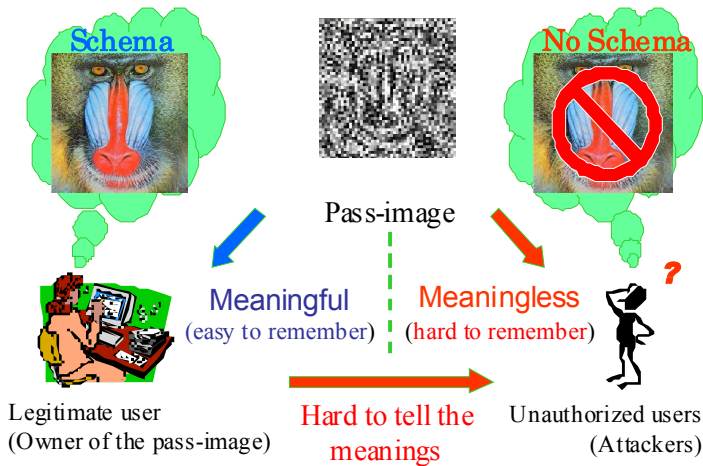 Schema
No Schema
Pass-image
?
Meaningful
(easy to remember)
Meaningless
(hard to remember)
Legitimate user
(Owner of the pass-image)
Hard to tell the
meanings
Unauthorized users
(Attackers)